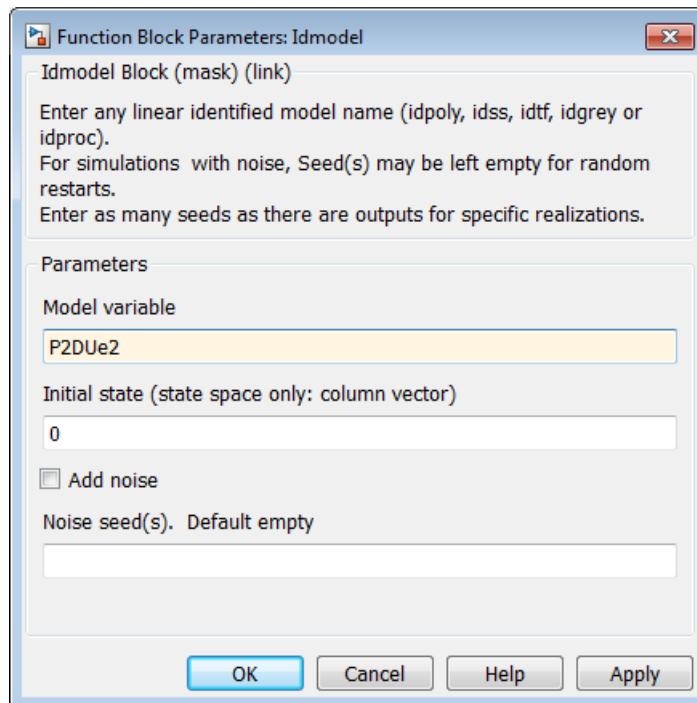 Function Block Parameters: Idmodel
Idmodel Block (mask) (link)
Enter any linear identified model name (idpoly, idss, idtf, idgrey or
idproc).
For simulations  with noise, Seed(s) may be left empty for random
restarts.
Enter as many seeds as there are outputs for specific realizations.
Parameters
Model variable
P2DUe2
Initial state (state space only: column vector)
0
Add noise
Noise seed(s).  Default empty
OK Cancel Help Apply